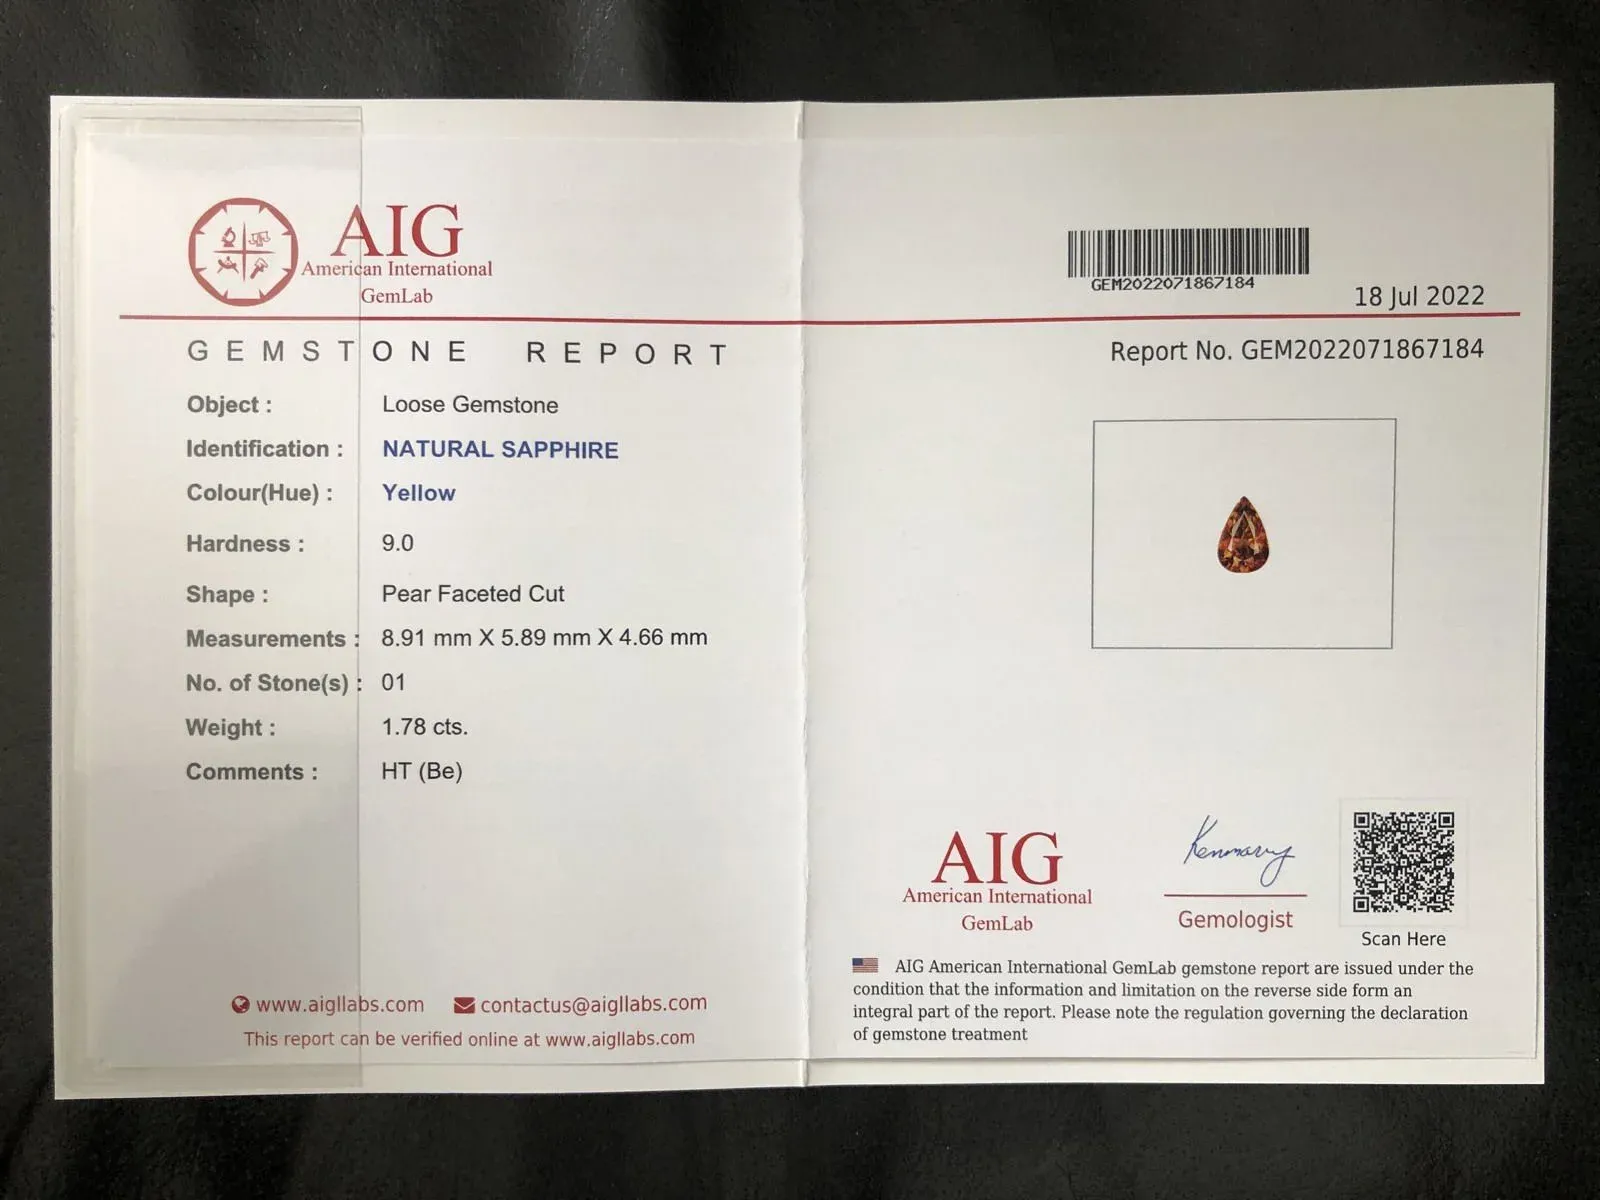 AIG
American International
GemLab
GEM2022071867184
18 Jul 2022
GEMSTONE REPORT
Report No. GEM2022071867184
Object : Loose Gemstone
Identification : NATURAL SAPPHIRE
Colour(Hue) : Yellow
Hardness : 9.0
Shape : Pear Faceted Cut
Measurements : 8.91 mm X 5.89 mm X 4.66 mm
No. of Stone(s) : 01
Weight : 1.78 cts.
Comments : HT (Be)
www.aigllabs.com contactus@aigllabs.com
This report can be verified online at www.aigllabs.com
AIG
American International
GemLab
Kenmarry
Gemologist
Scan Here
AIG American International GemLab gemstone report are issued under the
condition that the information and limitation on the reverse side form an
integral part of the report. Please note the regulation governing the declaration
of gemstone treatment